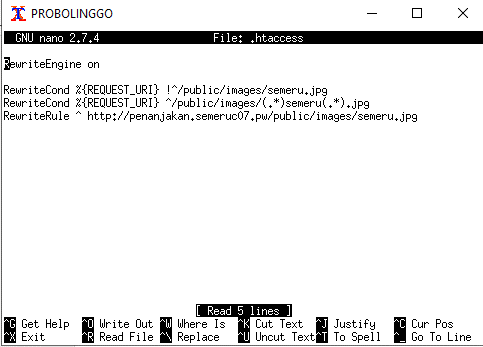 PROBOLINGGO
GNU nano 2.7.4 File: .htaccess
RewriteEngine on
RewriteCond %{REQUEST_URI} !^/public/images/semeru.jpg
RewriteCond %{REQUEST_URI} ^/public/images/(.*)semeru(.*).jpg
RewriteRule ^ http://penanjakan.semeruc07.pw/public/images/semeru.jpg
[ Read 5 lines ]
^G Get Help ^O Write Out ^W Where Is ^K Cut Text ^J Justify ^C Cur Pos
^X Exit ^R Read File ^\ Replace ^U Uncut Text ^T To Spell ^_ Go To Line